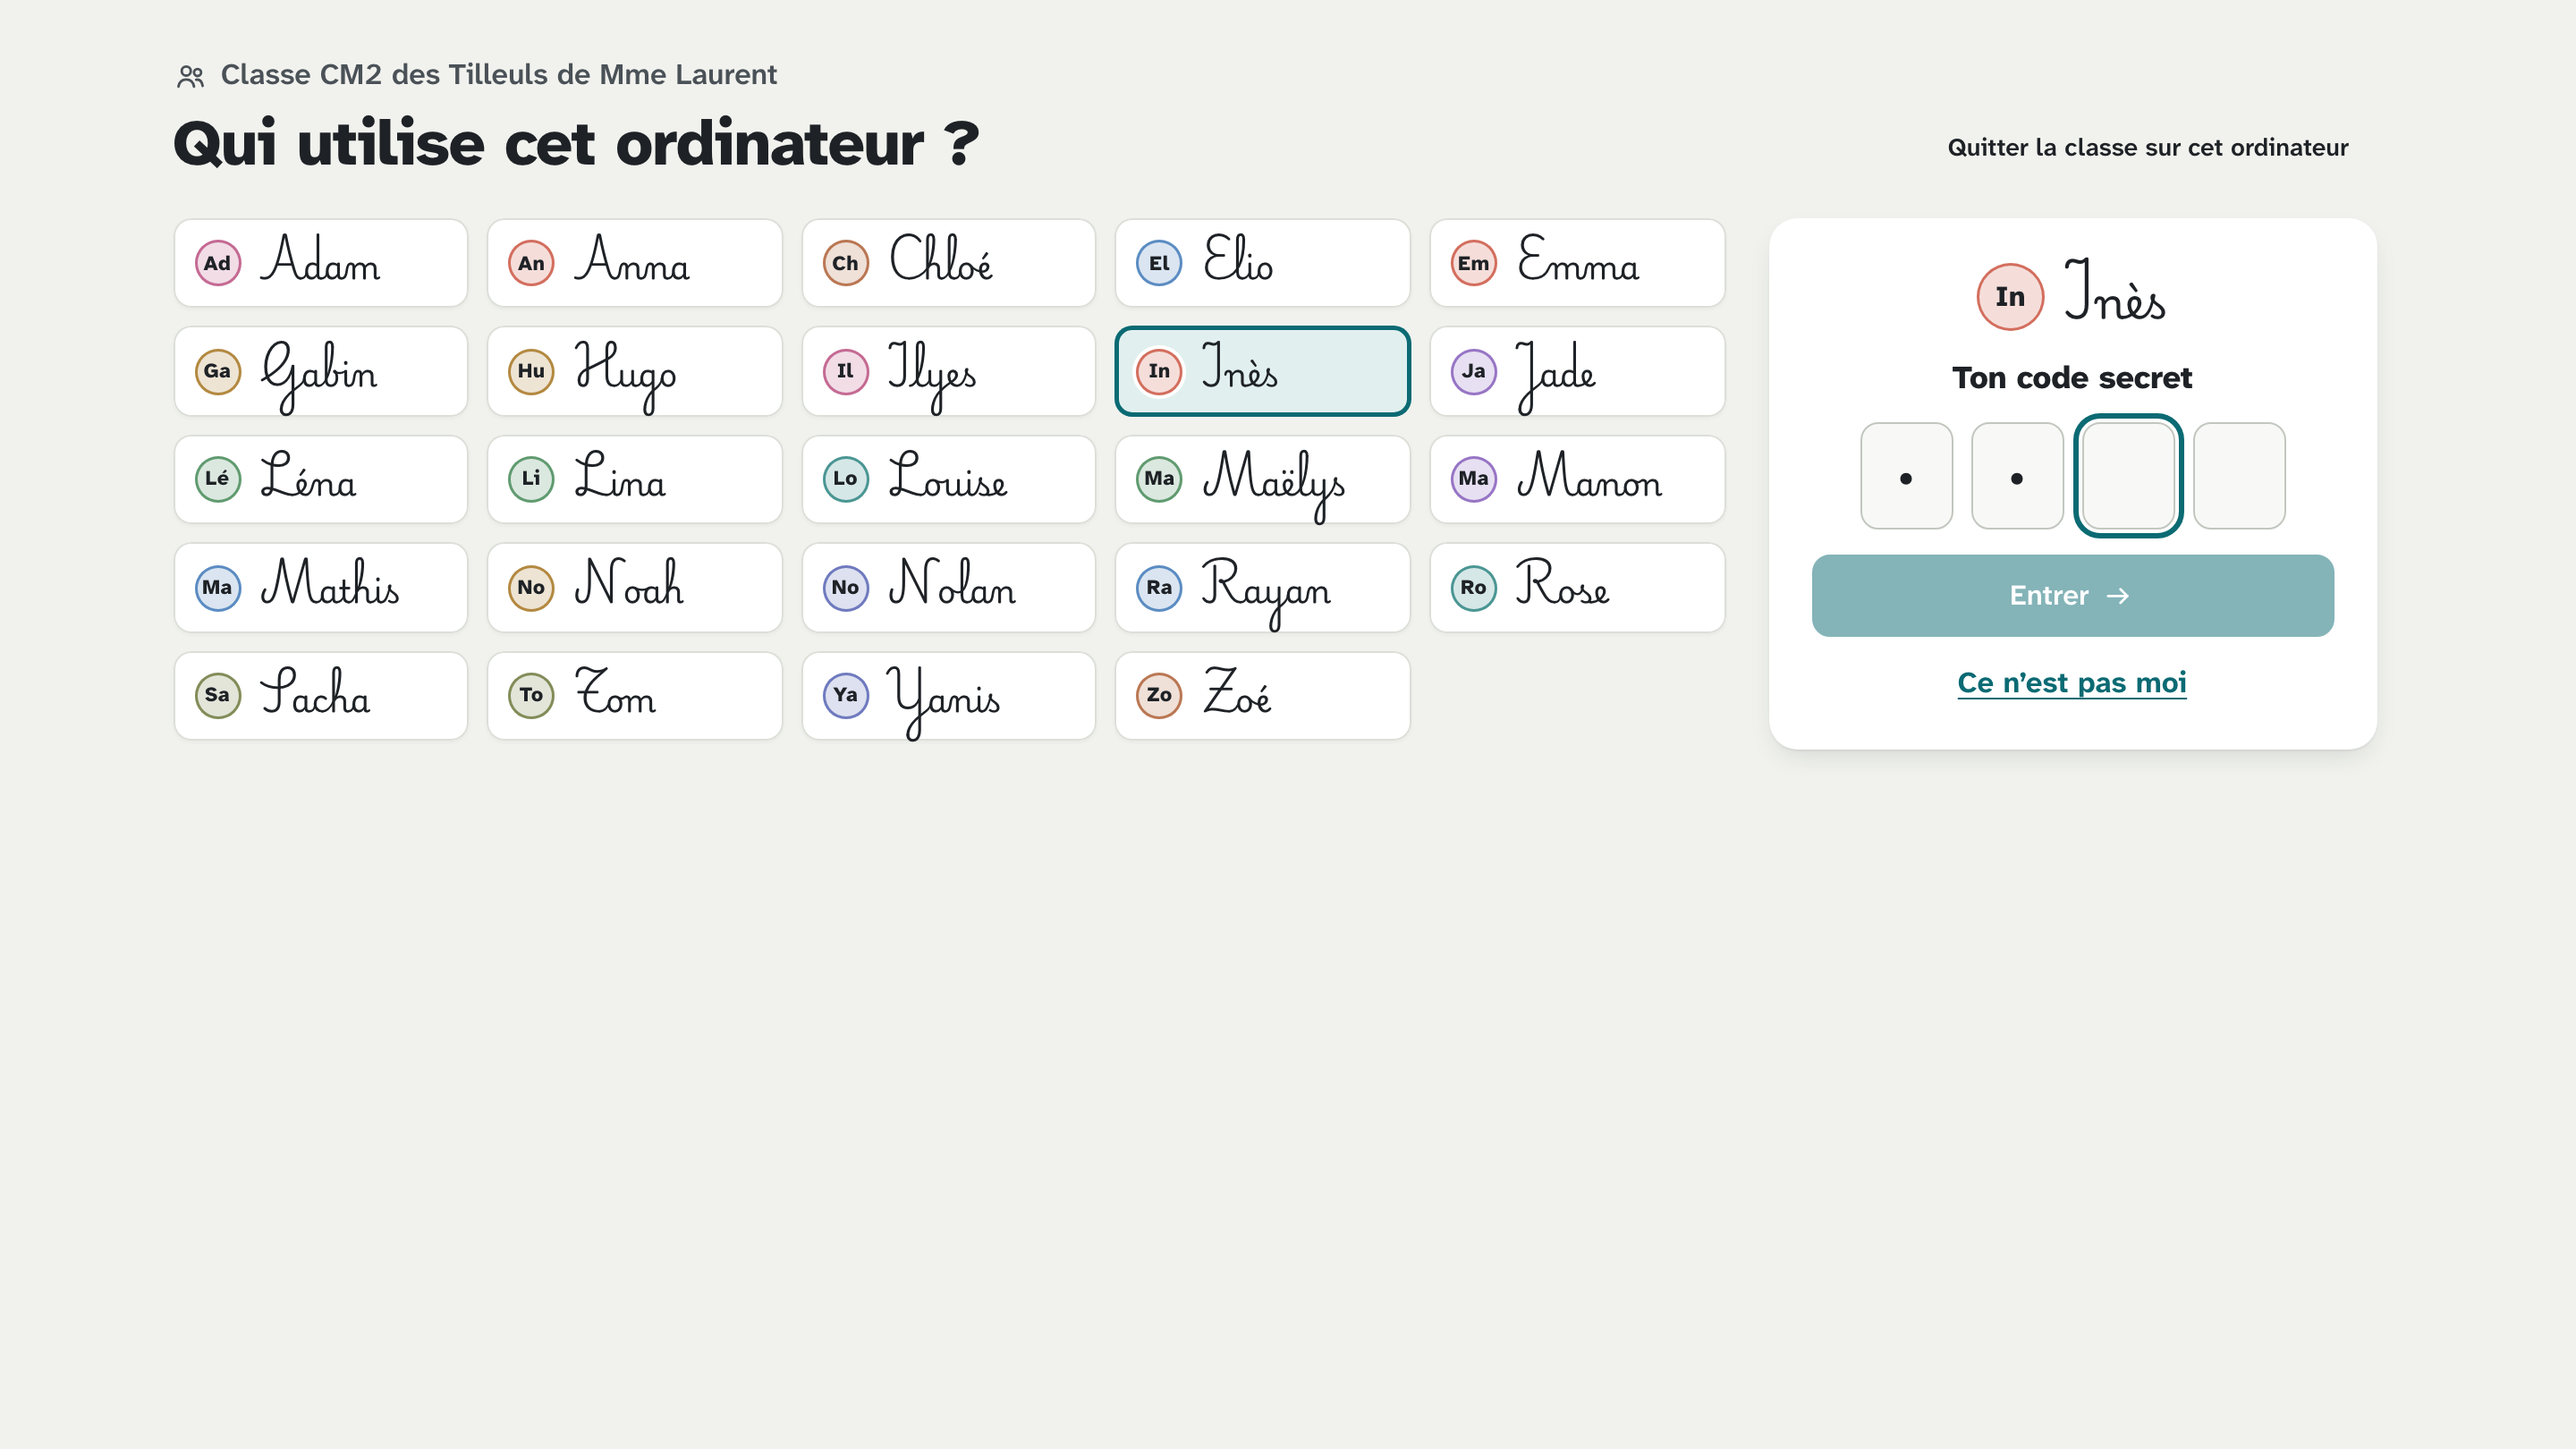 Classe CM2 des Tilleuls de Mme Laurent
Qui utilise cet ordinateur ?
Quitter la classe sur cet ordinateur
Ad Adam
An Anna
Ch Chloé
El Elio
Em Emma
Ga Gabin
Hu Hugo
Il Ilyes
In Inès
Ja Jade
Lé Léna
Li Lina
Lo Louise
Ma Maëlys
Ma Manon
Ma Mathis
No Noah
No Nolan
Ra Rayan
Ro Rose
Sa Sacha
To Tom
Ya Yanis
Zo Zoé
In Inès
Ton code secret
Entrer →
Ce n’est pas moi